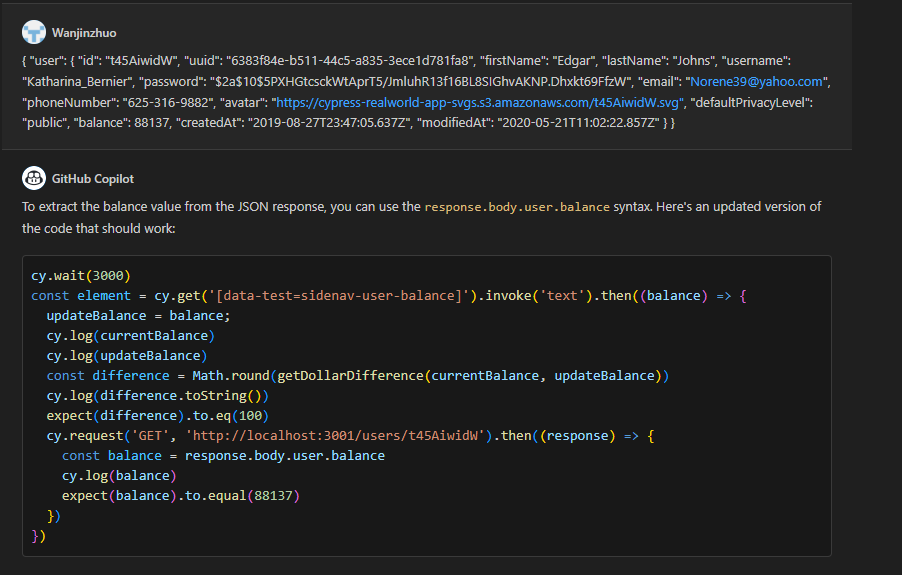 Wanjinzhuo
{ "user": { "id": "t45AiwidW", "uuid": "6383f84e-b511-44c5-a835-3ece1d781fa8", "firstName": "Edgar", "lastName": "Johns", "username":
"Katharina_Bernier", "password": "$2a$10$5PXHGtcsckWtAprT5/JmluhR13f16BL8SIGhvAKNP.Dhxkt69FfzW", "email": "Norene39@yahoo.com",
"phoneNumber": "625-316-9882", "avatar": "https://cypress-realworld-app-svgs.s3.amazonaws.com/t45AiwidW.svg", "defaultPrivacyLevel":
"public", "balance": 88137, "createdAt": "2019-08-27T23:47:05.637Z", "modifiedAt": "2020-05-21T11:02:22.857Z" } }
GitHub Copilot
To extract the balance value from the JSON response, you can use the response.body.user.balance syntax. Here's an updated version of
the code that should work:
cy.wait(3000)
const element = cy.get('[data-test=sidenav-user-balance]').invoke('text').then((balance) => {
  updateBalance = balance;
  cy.log(currentBalance)
  cy.log(updateBalance)
  const difference = Math.round(getDollarDifference(currentBalance, updateBalance))
  cy.log(difference.toString())
  expect(difference).to.eq(100)
  cy.request('GET', 'http://localhost:3001/users/t45AiwidW').then((response) => {
    const balance = response.body.user.balance
    cy.log(balance)
    expect(balance).to.equal(88137)
  })
})